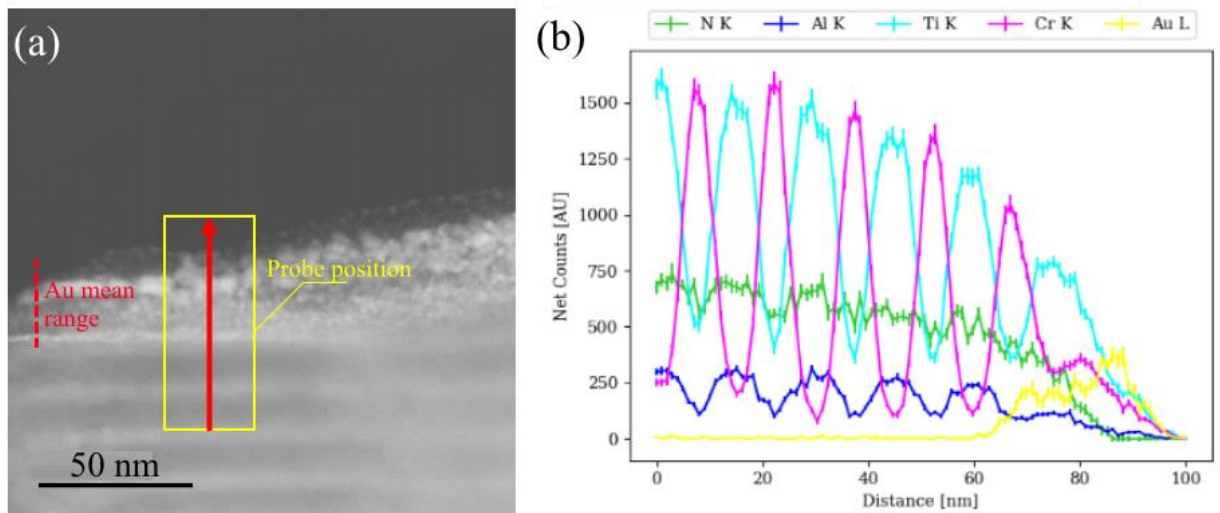 (a)
Au mean
range
Probe position
50 nm
(b)
N K Al K Ti K Cr K Au L
Net Counts [AU]
1500
1250
1000
750
500
250
0
0 20 40 60 80 100
Distance [nm]